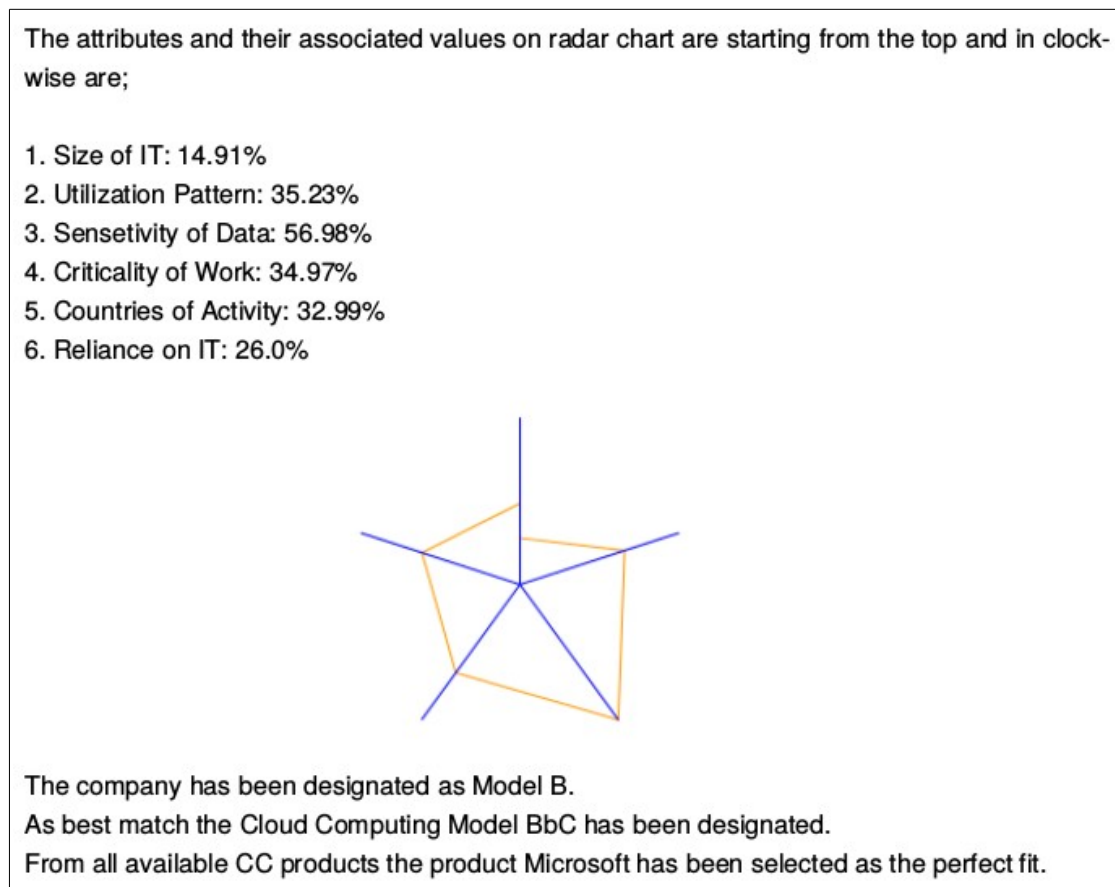 The attributes and their associated values on radar chart are starting from the top and in clock-
wise are;
1. Size of IT: 14.91%
2. Utilization Pattern: 35.23%
3. Sensetivity of Data: 56.98%
4. Criticality of Work: 34.97%
5. Countries of Activity: 32.99%
6. Reliance on IT: 26.0%
The company has been designated as Model B.
As best match the Cloud Computing Model BbC has been designated.
From all available CC products the product Microsoft has been selected as the perfect fit.